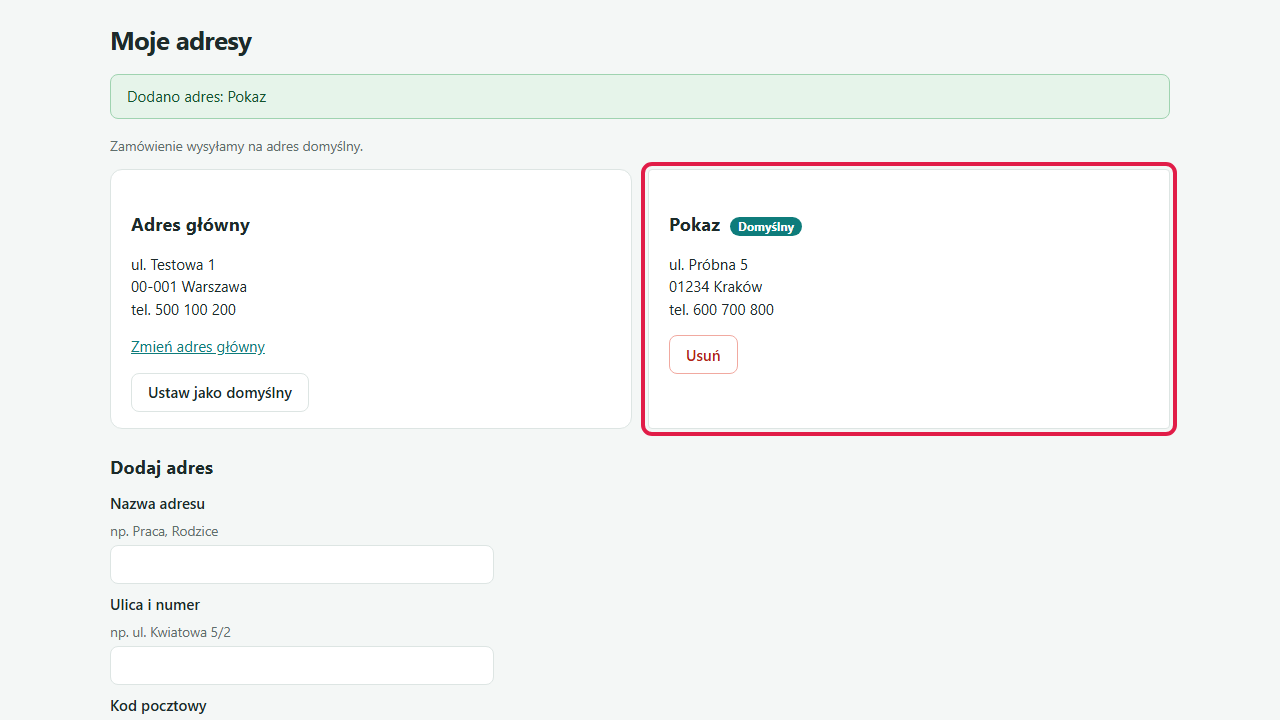 Moje adresy
Dodano adres: Pokaz
Zamówienie wysyłamy na adres domyślny.
Adres główny
ul. Testowa 1
00-001 Warszawa
tel. 500 100 200
Zmień adres główny
Ustaw jako domyślny
Pokaz Domyślny
ul. Próbna 5
01234 Kraków
tel. 600 700 800
Usuń
Dodaj adres
Nazwa adresu
np. Praca, Rodzice
Ulica i numer
np. ul. Kwiatowa 5/2
Kod pocztowy